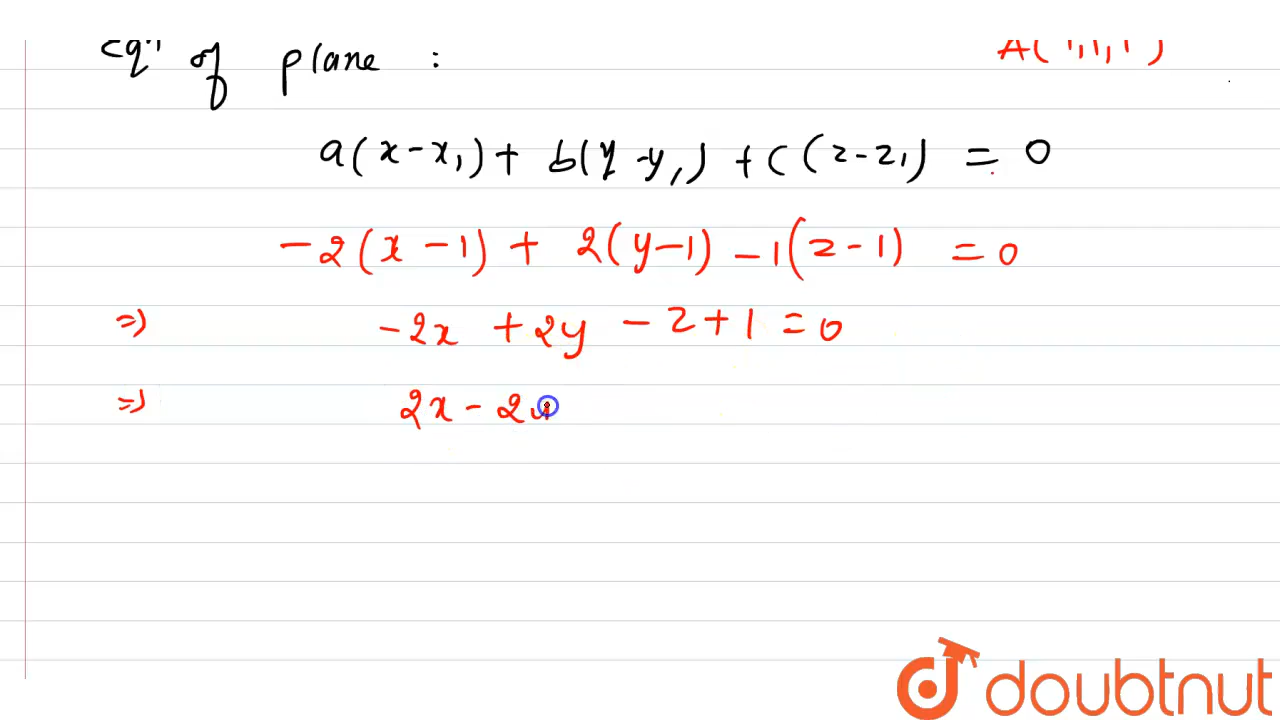 Eqn of plane : A(1,1,1)
a(x-x₁) + b(y-y₁) + c(z-z₁) = 0
-2(x-1) + 2(y-1) -1(z-1) = 0
=> -2x + 2y - z + 1 = 0
=> 2x - 2y
doubtnut